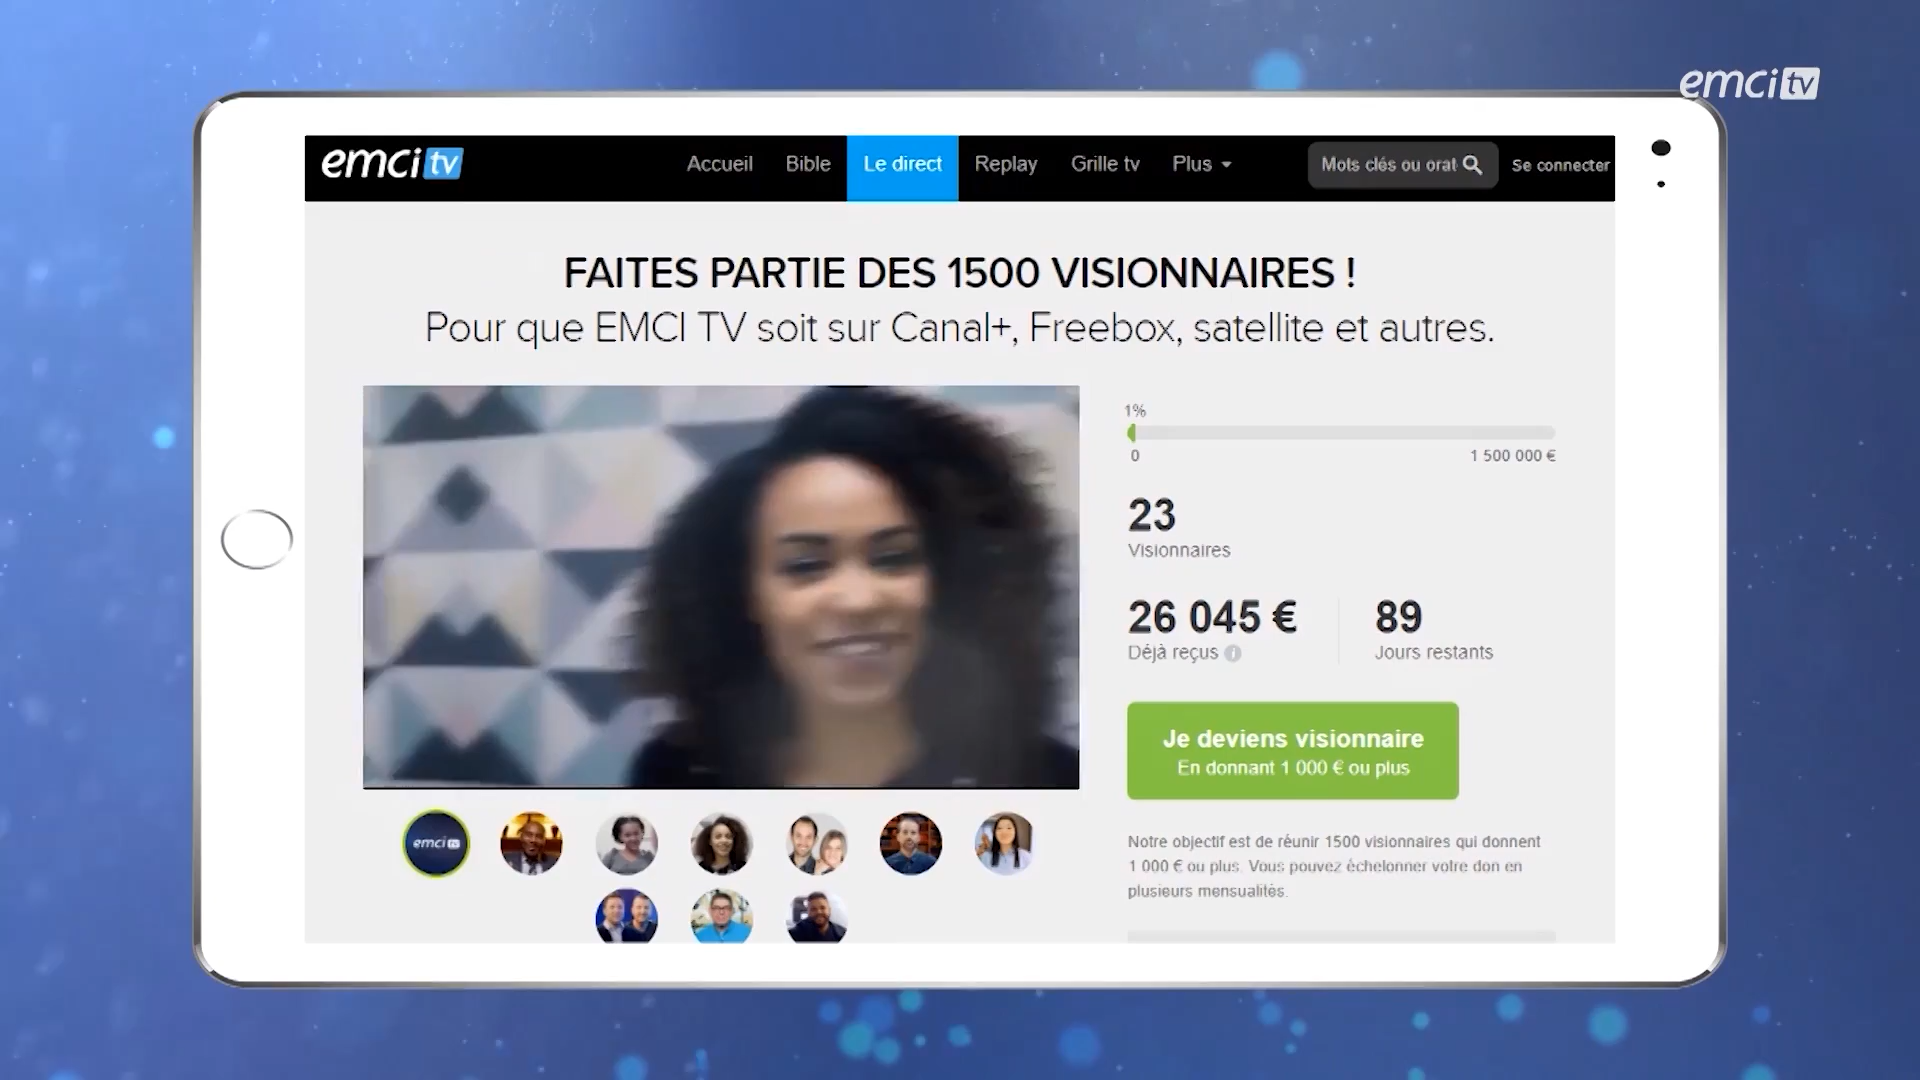 emci tv
emci tv
Accueil
Bible
Le direct
Replay
Grille tv
Plus
Mots clés ou orat
Se connecter
FAITES PARTIE DES 1500 VISIONNAIRES !
Pour que EMCI TV soit sur Canal+, Freebox, satellite et autres.
1%
0
1 500 000 €
23
Visionnaires
26 045 €
Déjà reçus
89
Jours restants
Je deviens visionnaire
En donnant 1 000 € ou plus
emci tv
Notre objectif est de réunir 1500 visionnaires qui donnent
1 000 € ou plus. Vous pouvez échelonner votre don en
plusieurs mensualités.